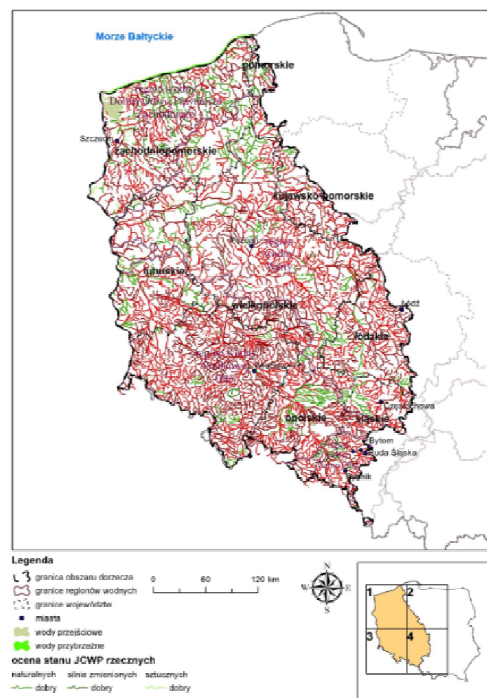 Morze Bałtyckie
pomorskie
Szczecin
zachodniopomorskie
kujawsko-pomorskie
lubuskie
wielkopolskie
Łódź
łódzkie
Częstochowa
opolskie
śląskie
Bytom
Ruda Śląska
Legenda
granica obszaru dorzecza
granice regionów wodnych
granice województw
miasta
wody przejściowe
wody przybrzeżne
0 60 120 km
N
W E
S
1 2
3 4
ocena stanu JCWP rzecznych
naturalnych silnie zmienionych sztucznych
dobry dobry dobry